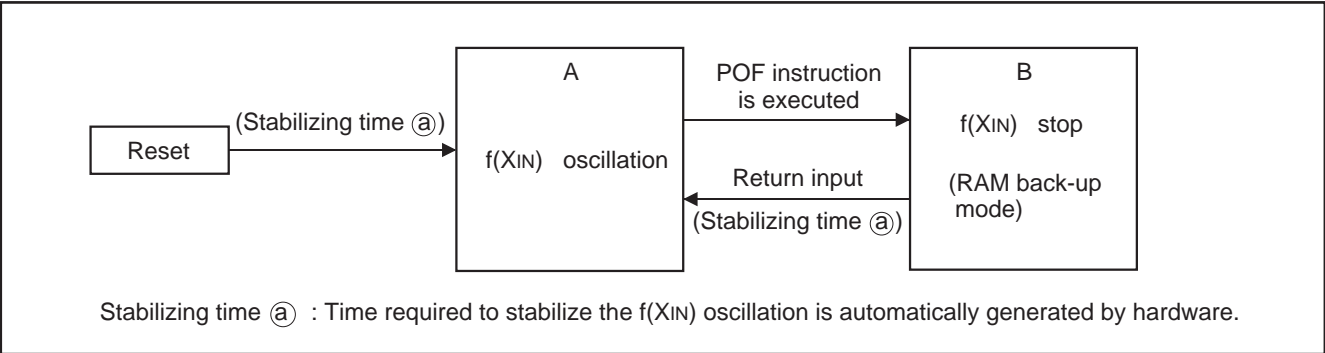 Reset
(Stabilizing time ⓐ)
A
f(XIN) oscillation
POF instruction
is executed
Return input
(Stabilizing time ⓐ)
B
f(XIN) stop
(RAM back-up
mode)
Stabilizing time ⓐ : Time required to stabilize the f(XIN) oscillation is automatically generated by hardware.